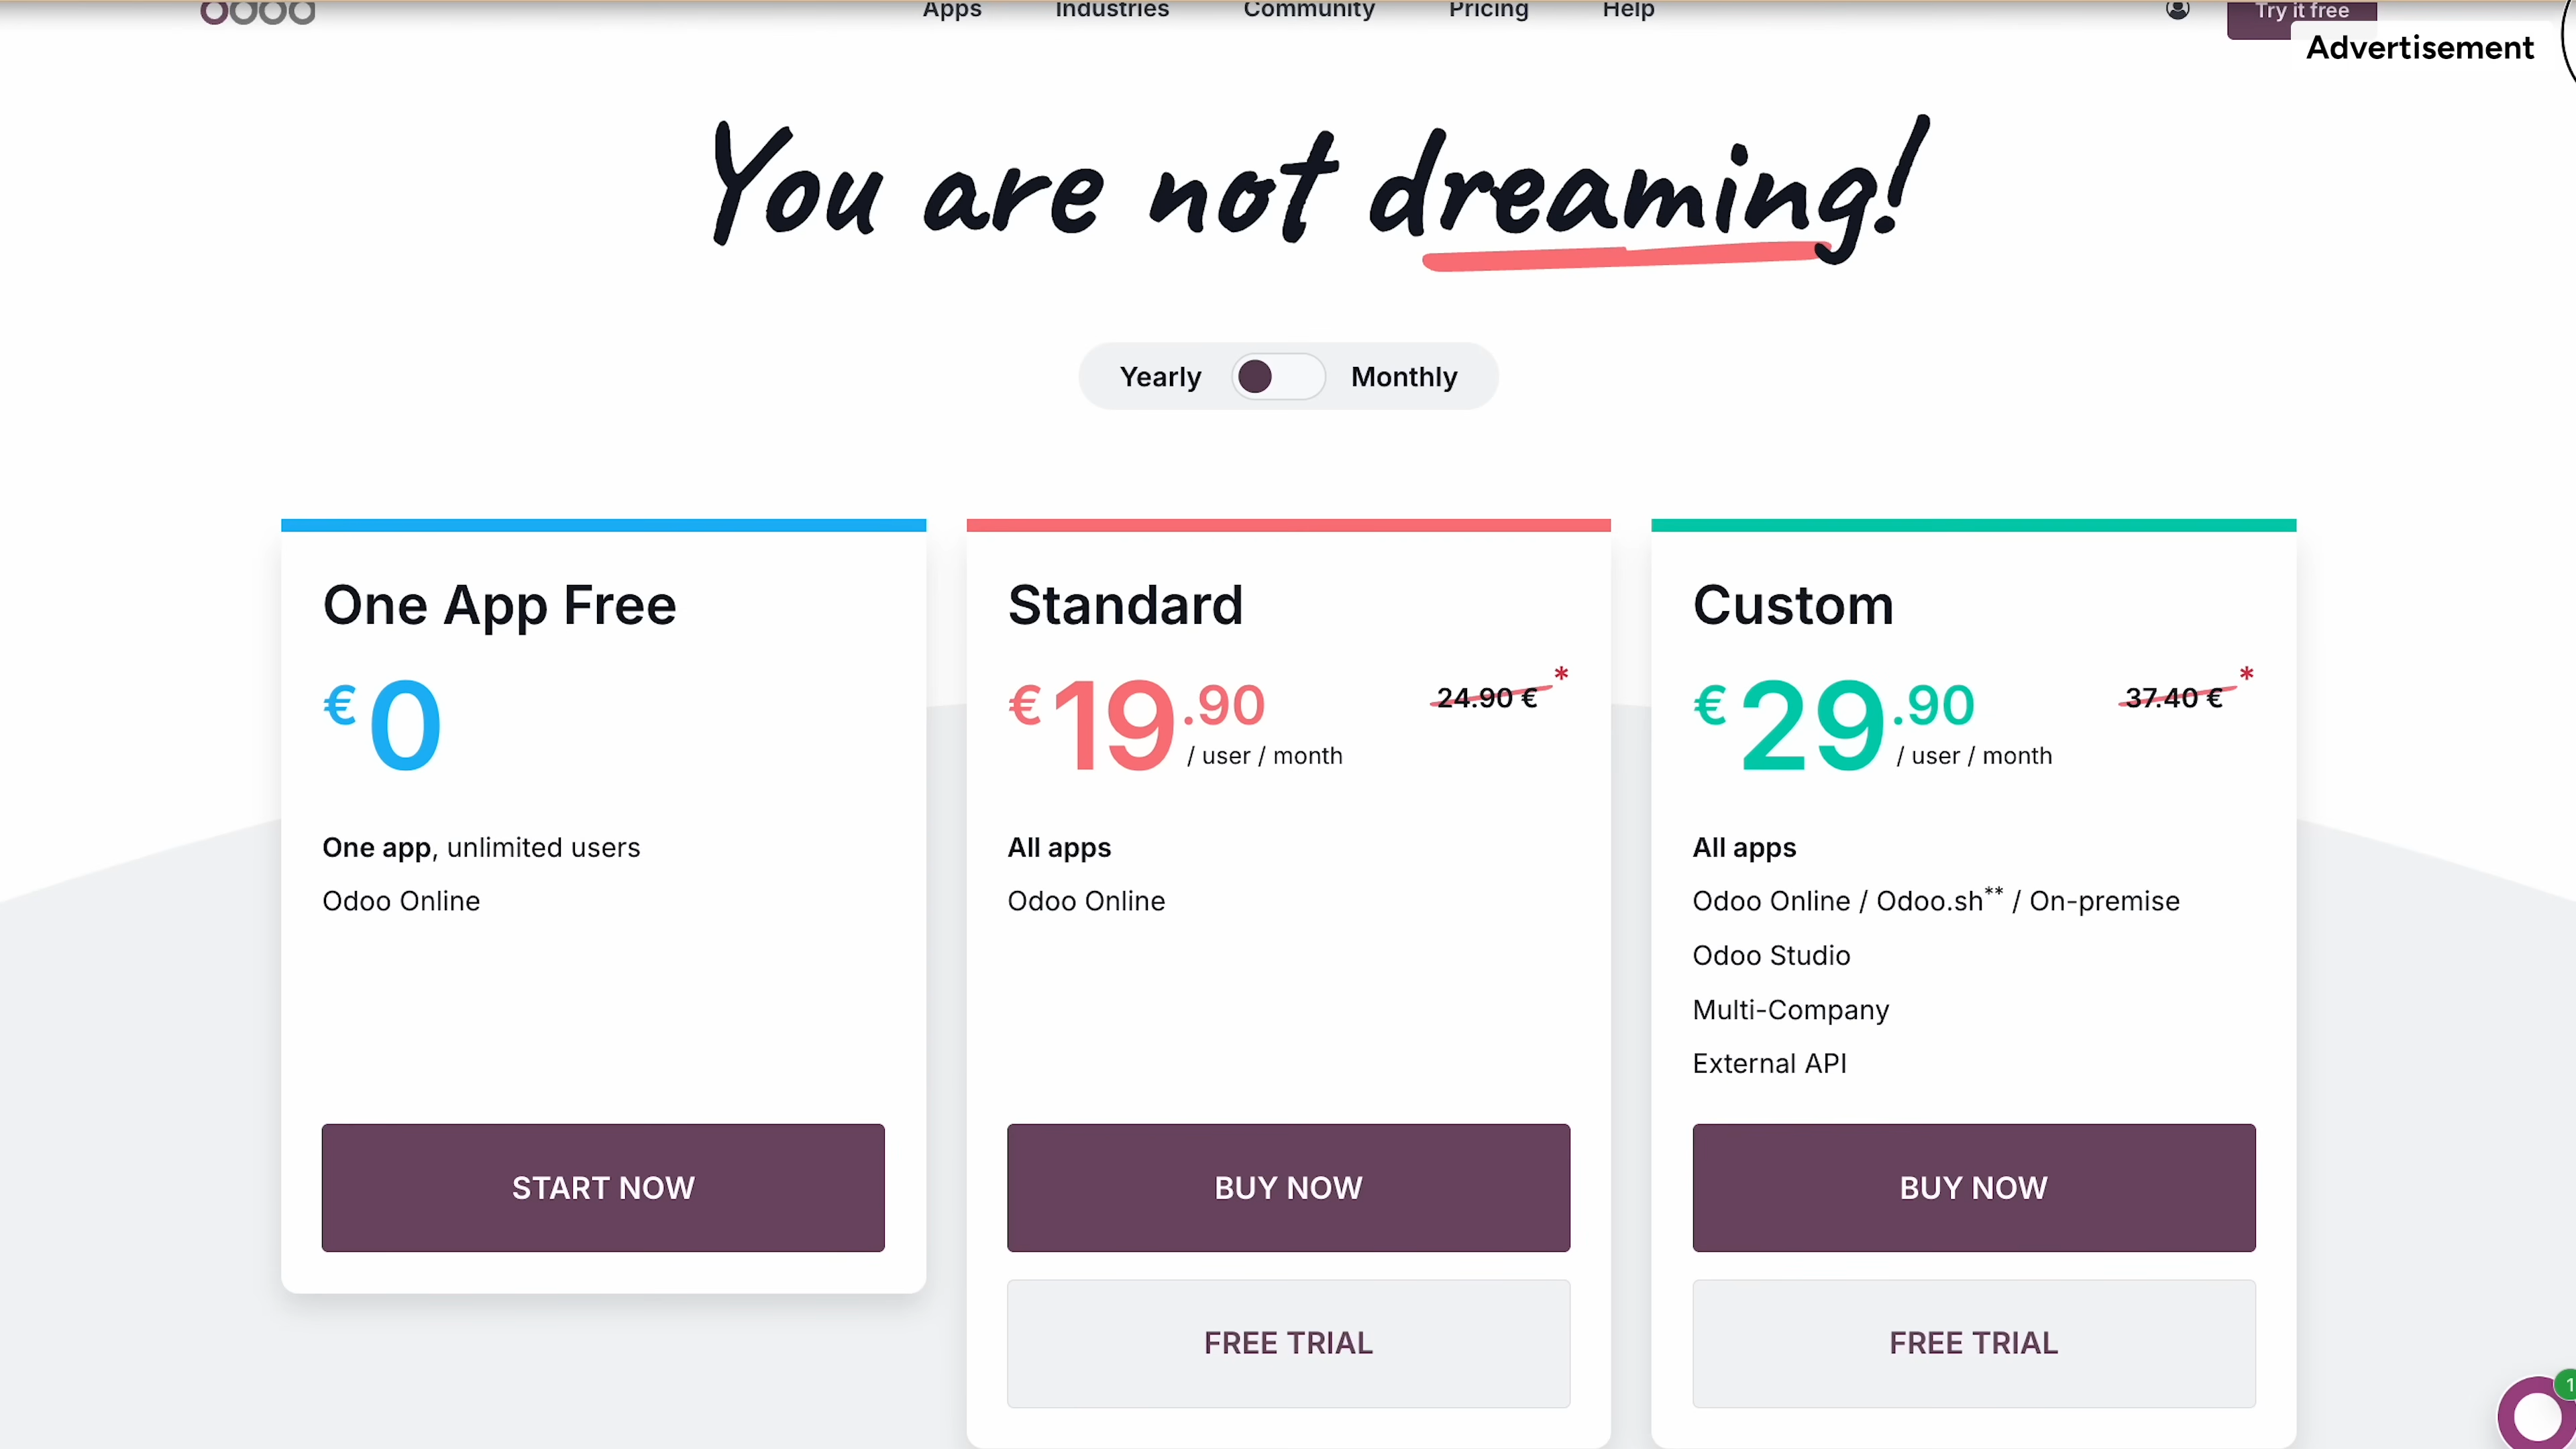 odoo
Apps Industries Community Pricing Help
Try it free
Advertisement
You are not dreaming!
Yearly Monthly
One App Free
€0
One app, unlimited users
Odoo Online
START NOW
Standard
€19.90 / user / month
24.90 € *
All apps
Odoo Online
BUY NOW
FREE TRIAL
Custom
€29.90 / user / month
37.40 € *
All apps
Odoo Online / Odoo.sh** / On-premise
Odoo Studio
Multi-Company
External API
BUY NOW
FREE TRIAL
1